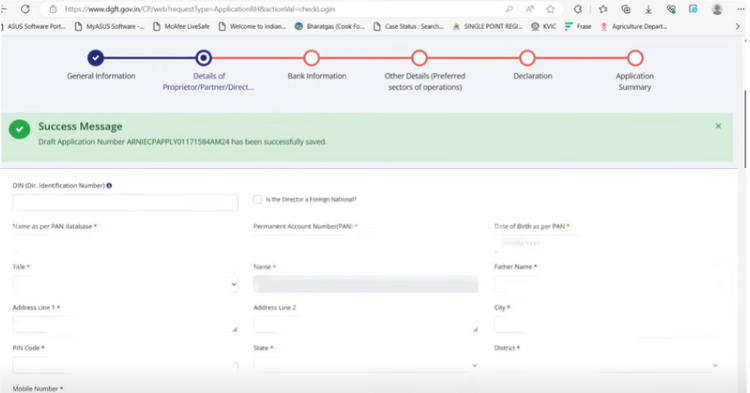 https://www.dgft.gov.in/CP/web?requestType=ApplicationRH&actionVal=checkLogin
ASUS Software Port... MyASUS Software -... McAfee LiveSafe Welcome to Indian... Bharatgas (Cook Fo... Case Status : Search... SINGLE POINT REGI... KVIC Frase Agriculture Depart...
General Information
Details of
Proprietor/Partner/Direct...
Bank Information
Other Details (Preferred
sectors of operations)
Declaration
Application
Summary
Success Message
Draft Application Number ARNIECPAPPLY01171584AM24 has been successfully saved.
DIN (Dir. Identification Number)
Is the Director a Foreign National?
Name as per PAN database *
Permanent Account Number(PAN) *
Date of Birth as per PAN *
Title *
Name *
Father Name *
Address Line 1 *
Address Line 2
City *
PIN Code *
State *
District *
Mobile Number *